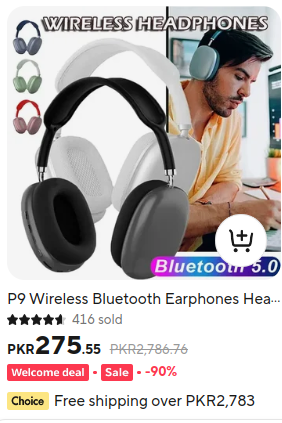 WIRELESS HEADPHONES
Bluetooth 5.0
P9 Wireless Bluetooth Earphones Hea...
416 sold
PKR275.55 PKR2,786.76
Welcome deal • Sale • -90%
Choice Free shipping over PKR2,783